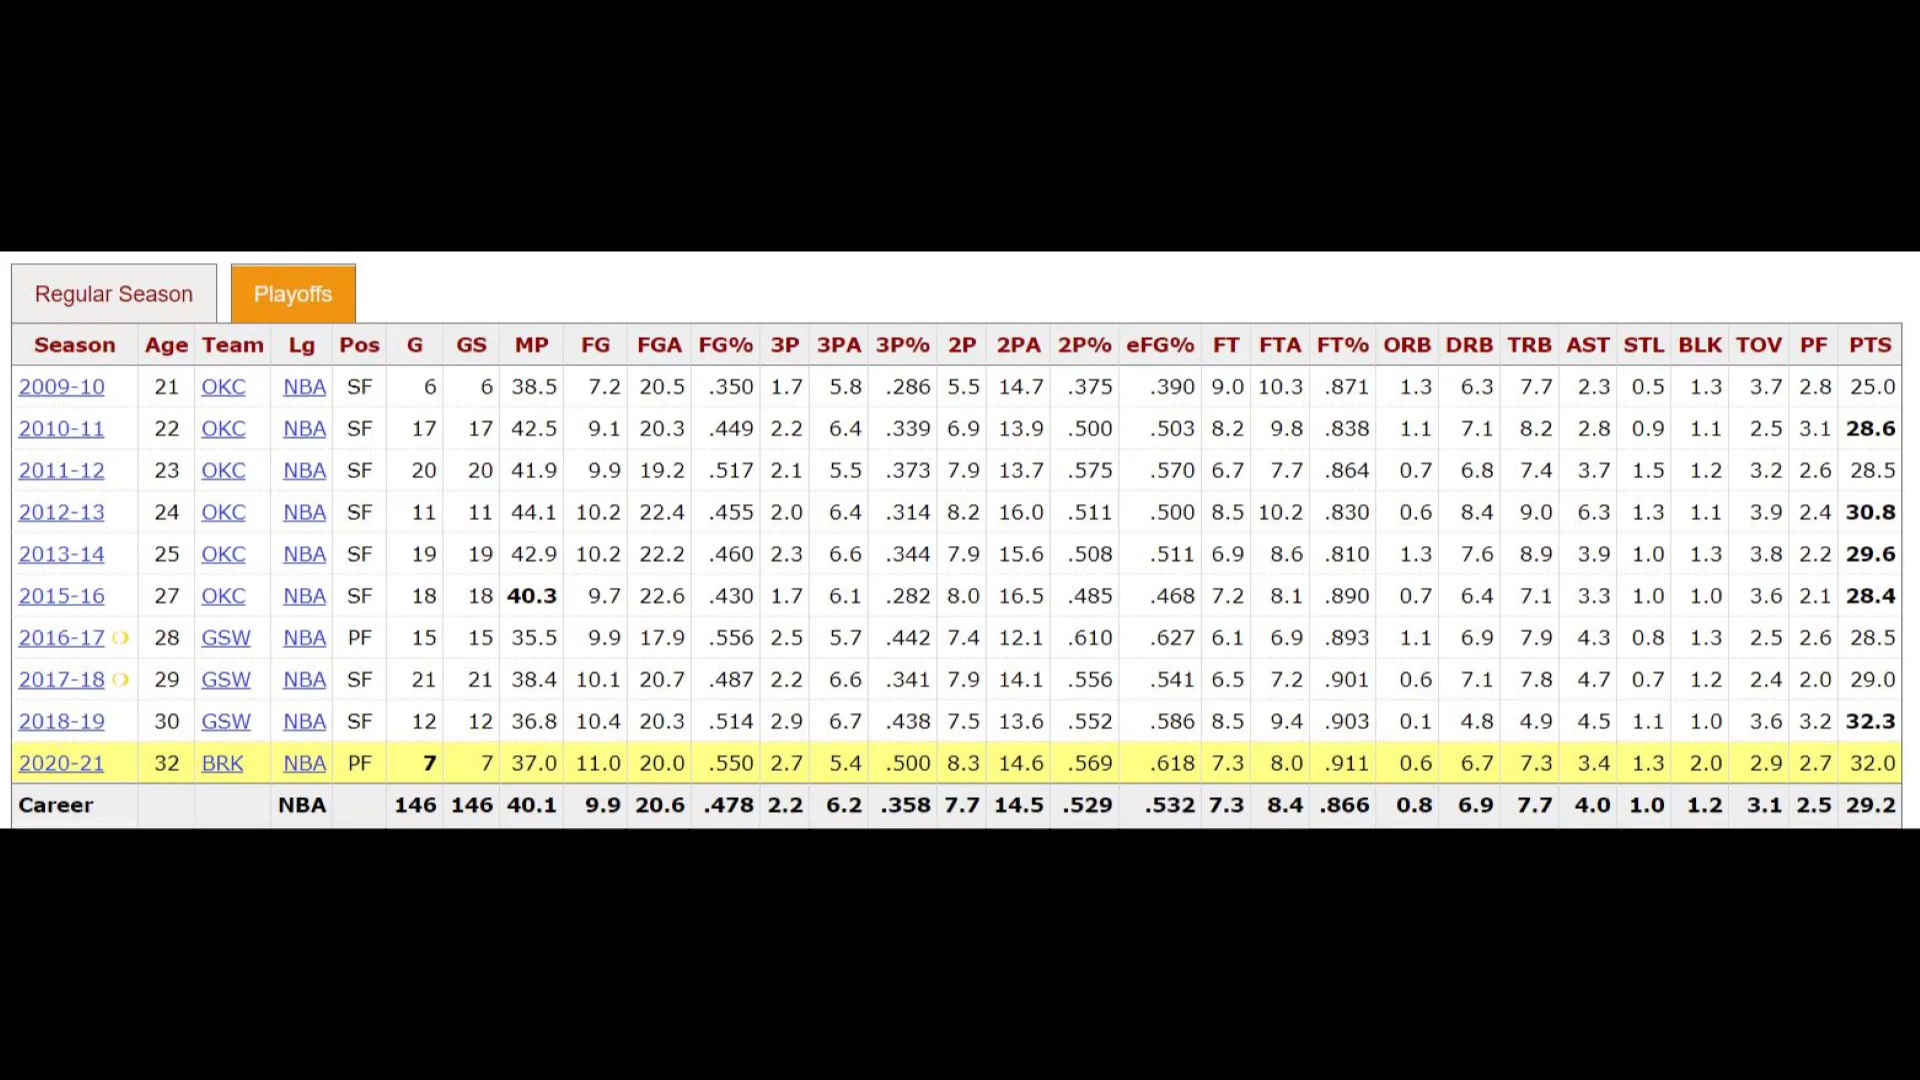 Regular Season Playoffs
Season Age Team Lg Pos G GS MP FG FGA FG% 3P 3PA 3P% 2P 2PA 2P% eFG% FT FTA FT% ORB DRB TRB AST STL BLK TOV PF PTS
2009-10 21 OKC NBA SF 6 6 38.5 7.2 20.5 .350 1.7 5.8 .286 5.5 14.7 .375 .390 9.0 10.3 .871 1.3 6.3 7.7 2.3 0.5 1.3 3.7 2.8 25.0
2010-11 22 OKC NBA SF 17 17 42.5 9.1 20.3 .449 2.2 6.4 .339 6.9 13.9 .500 .503 8.2 9.8 .838 1.1 7.1 8.2 2.8 0.9 1.1 2.5 3.1 28.6
2011-12 23 OKC NBA SF 20 20 41.9 9.9 19.2 .517 2.1 5.5 .373 7.9 13.7 .575 .570 6.7 7.7 .864 0.7 6.8 7.4 3.7 1.5 1.2 3.2 2.6 28.5
2012-13 24 OKC NBA SF 11 11 44.1 10.2 22.4 .455 2.0 6.4 .314 8.2 16.0 .511 .500 8.5 10.2 .830 0.6 8.4 9.0 6.3 1.3 1.1 3.9 2.4 30.8
2013-14 25 OKC NBA SF 19 19 42.9 10.2 22.2 .460 2.3 6.6 .344 7.9 15.6 .508 .511 6.9 8.6 .810 1.3 7.6 8.9 3.9 1.0 1.3 3.8 2.2 29.6
2015-16 27 OKC NBA SF 18 18 40.3 9.7 22.6 .430 1.7 6.1 .282 8.0 16.5 .485 .468 7.2 8.1 .890 0.7 6.4 7.1 3.3 1.0 1.0 3.6 2.1 28.4
2016-17 28 GSW NBA PF 15 15 35.5 9.9 17.9 .556 2.5 5.7 .442 7.4 12.1 .610 .627 6.1 6.9 .893 1.1 6.9 7.9 4.3 0.8 1.3 2.5 2.6 28.5
2017-18 29 GSW NBA SF 21 21 38.4 10.1 20.7 .487 2.2 6.6 .341 7.9 14.1 .556 .541 6.5 7.2 .901 0.6 7.1 7.8 4.7 0.7 1.2 2.4 2.0 29.0
2018-19 30 GSW NBA SF 12 12 36.8 10.4 20.3 .514 2.9 6.7 .438 7.5 13.6 .552 .586 8.5 9.4 .903 0.1 4.8 4.9 4.5 1.1 1.0 3.6 3.2 32.3
2020-21 32 BRK NBA PF 7 7 37.0 11.0 20.0 .550 2.7 5.4 .500 8.3 14.6 .569 .618 7.3 8.0 .911 0.6 6.7 7.3 3.4 1.3 2.0 2.9 2.7 32.0
Career NBA 146 146 40.1 9.9 20.6 .478 2.2 6.2 .358 7.7 14.5 .529 .532 7.3 8.4 .866 0.8 6.9 7.7 4.0 1.0 1.2 3.1 2.5 29.2